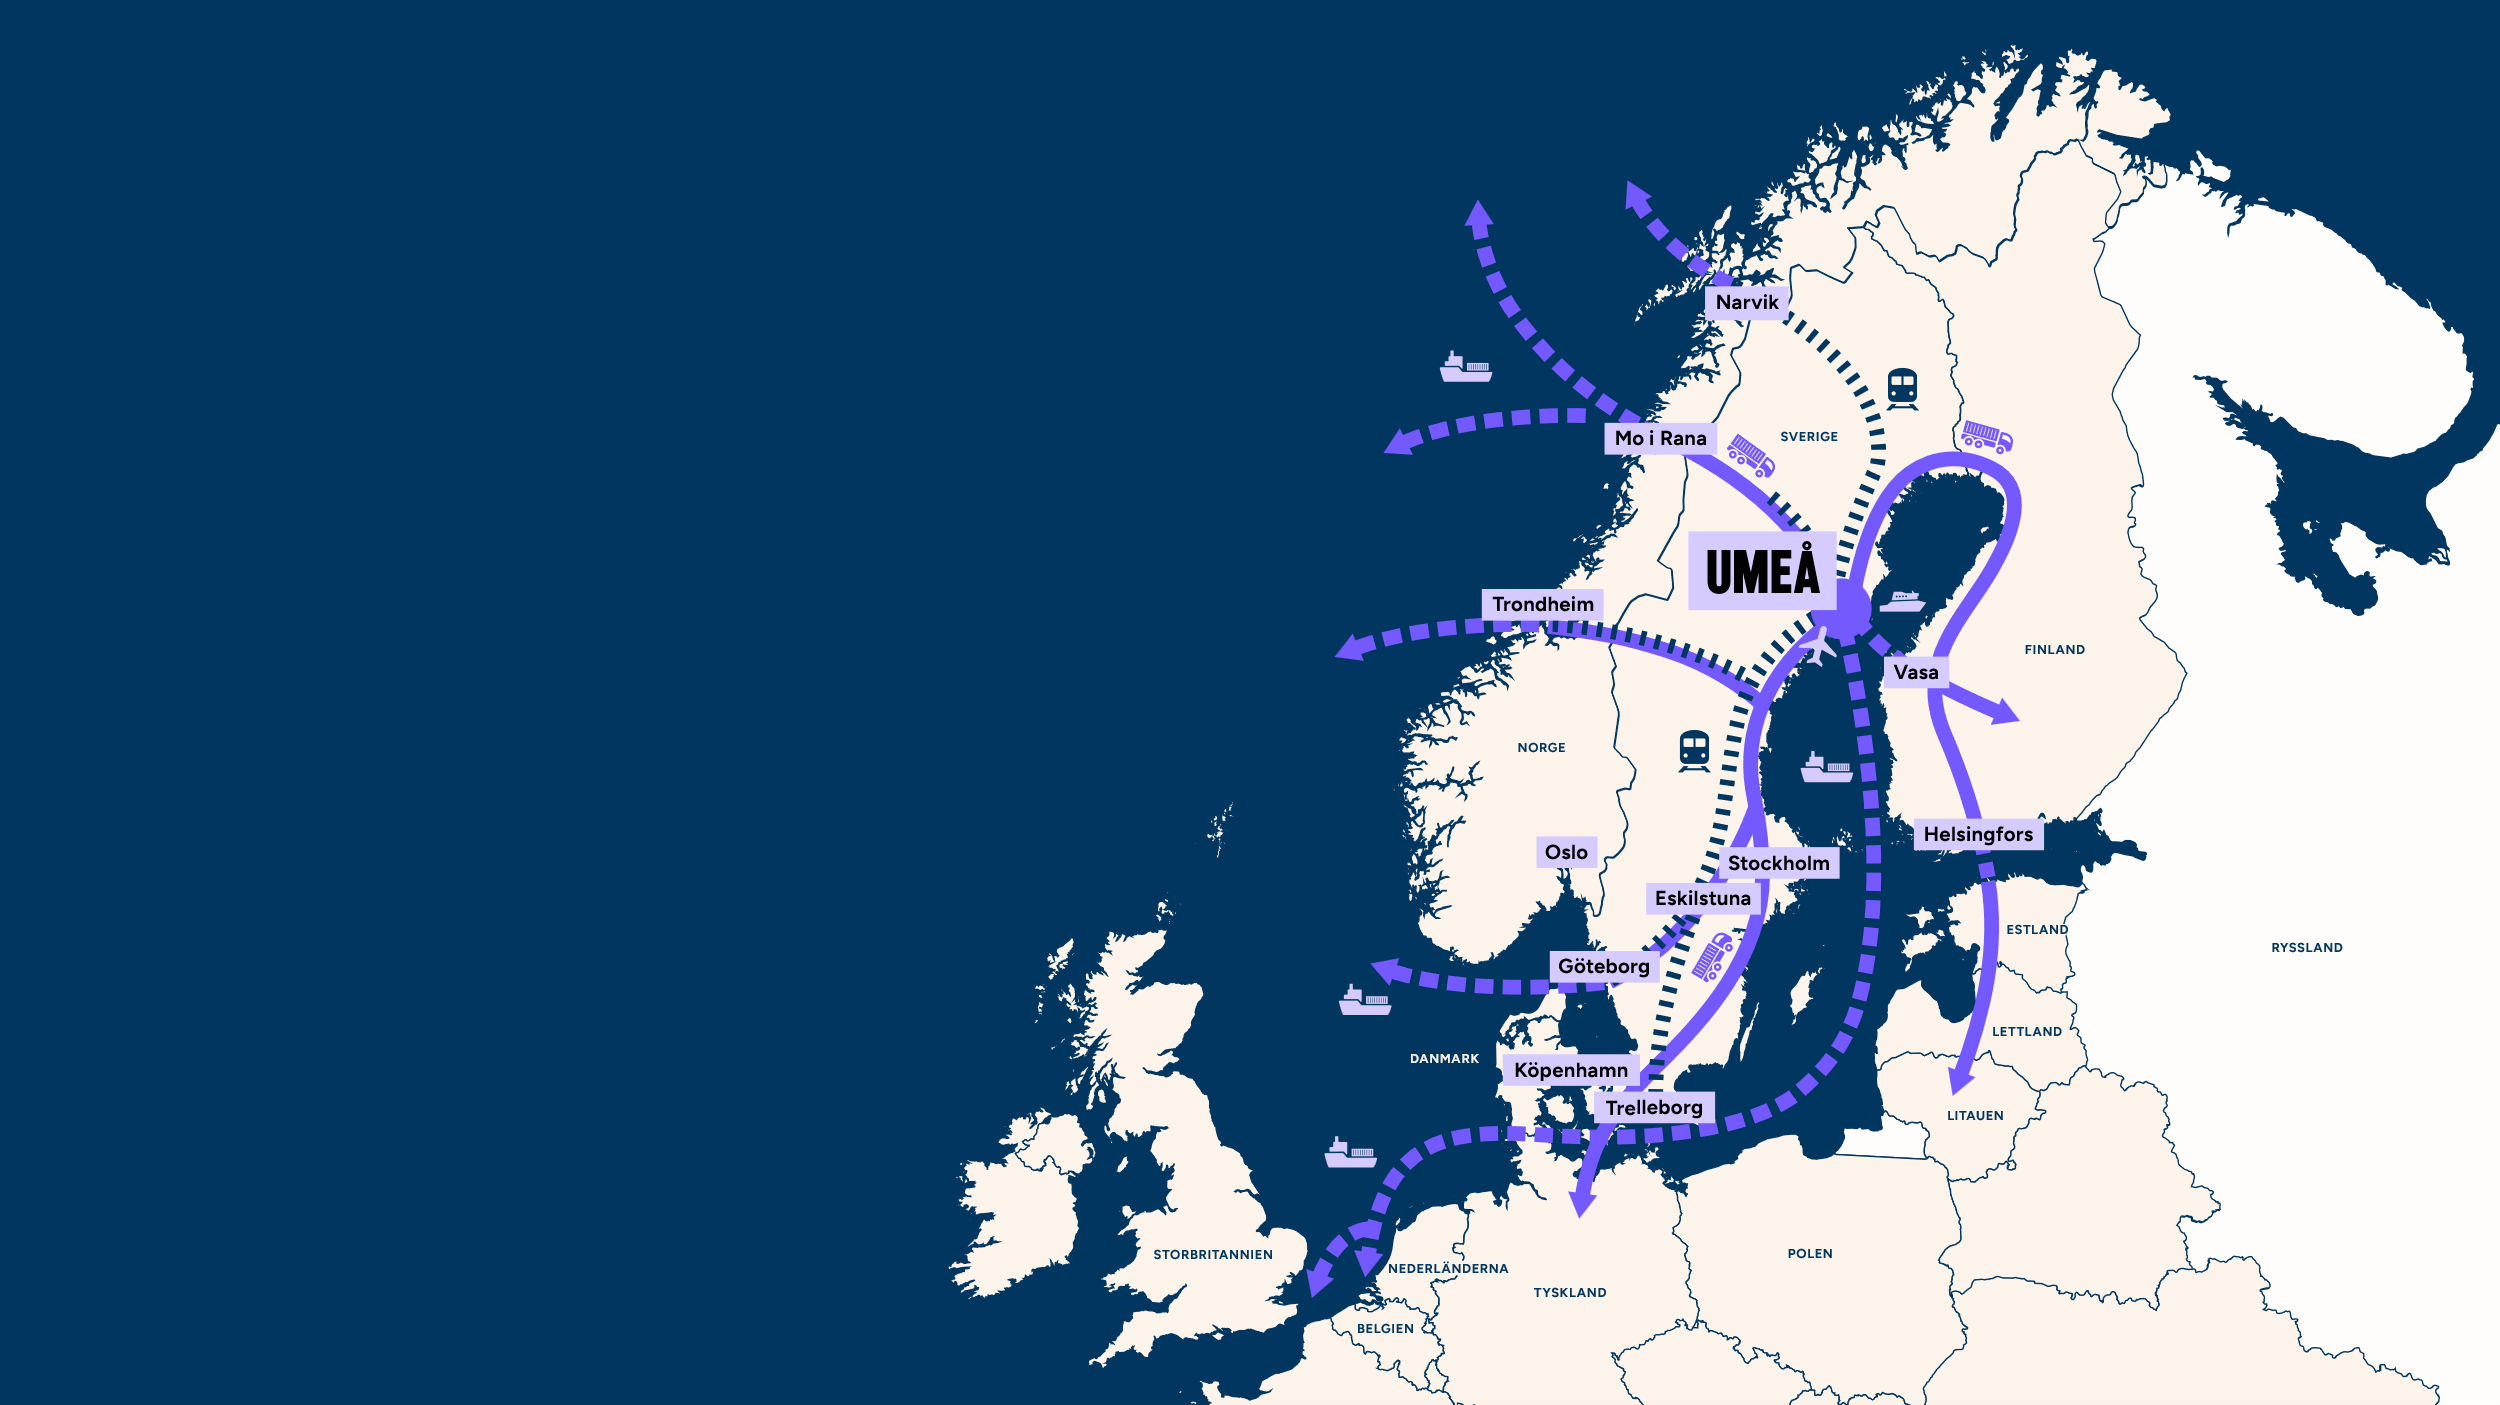 Narvik
Mo i Rana
SVERIGE
UMEÅ
Trondheim
FINLAND
Vasa
NORGE
Helsingfors
Oslo
Stockholm
Eskilstuna
ESTLAND
RYSSLAND
Göteborg
LETTLAND
DANMARK
Köpenhamn
Trelleborg
LITAUEN
STORBRITANNIEN
POLEN
NEDERLÄNDERNA
TYSKLAND
BELGIEN